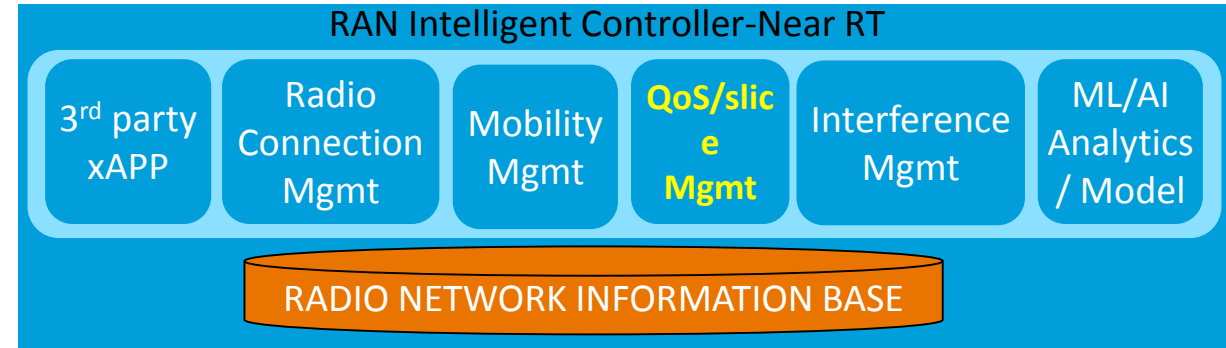 RAN Intelligent Controller-Near RT
3rd party
xAPP
Radio
Connection
Mgmt
Mobility
Mgmt
QoS/slic
e
Mgmt
Interference
Mgmt
ML/AI
Analytics
/ Model
RADIO NETWORK INFORMATION BASE